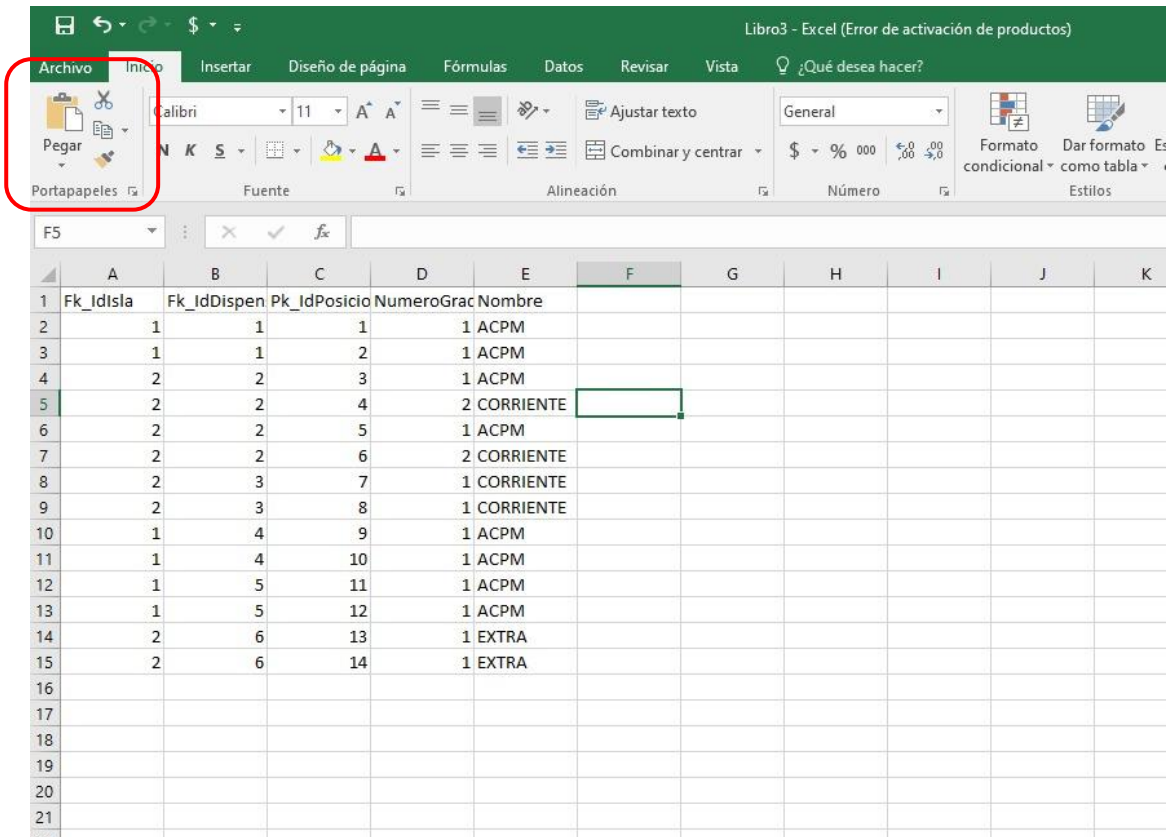 Libro3 - Excel (Error de activación de productos)
Archivo Inicio Insertar Diseño de página Fórmulas Datos Revisar Vista ¿Qué desea hacer?
Calibri 11 A A Ajustar texto General
Pegar N K S A Combinar y centrar $ % 000 Formato condicional Dar formato como tabla
Portapapeles Fuente Alineación Número Estilos
F5 fx
A B C D E F G H I J K
1 Fk_IdIsla Fk_IdDispen Pk_IdPosicio NumeroGrad Nombre
2 1 1 1 1 ACPM
3 1 1 2 1 ACPM
4 2 2 3 1 ACPM
5 2 2 4 2 CORRIENTE
6 2 2 5 1 ACPM
7 2 2 6 2 CORRIENTE
8 2 3 7 1 CORRIENTE
9 2 3 8 1 CORRIENTE
10 1 4 9 1 ACPM
11 1 4 10 1 ACPM
12 1 5 11 1 ACPM
13 1 5 12 1 ACPM
14 2 6 13 1 EXTRA
15 2 6 14 1 EXTRA
16
17
18
19
20
21